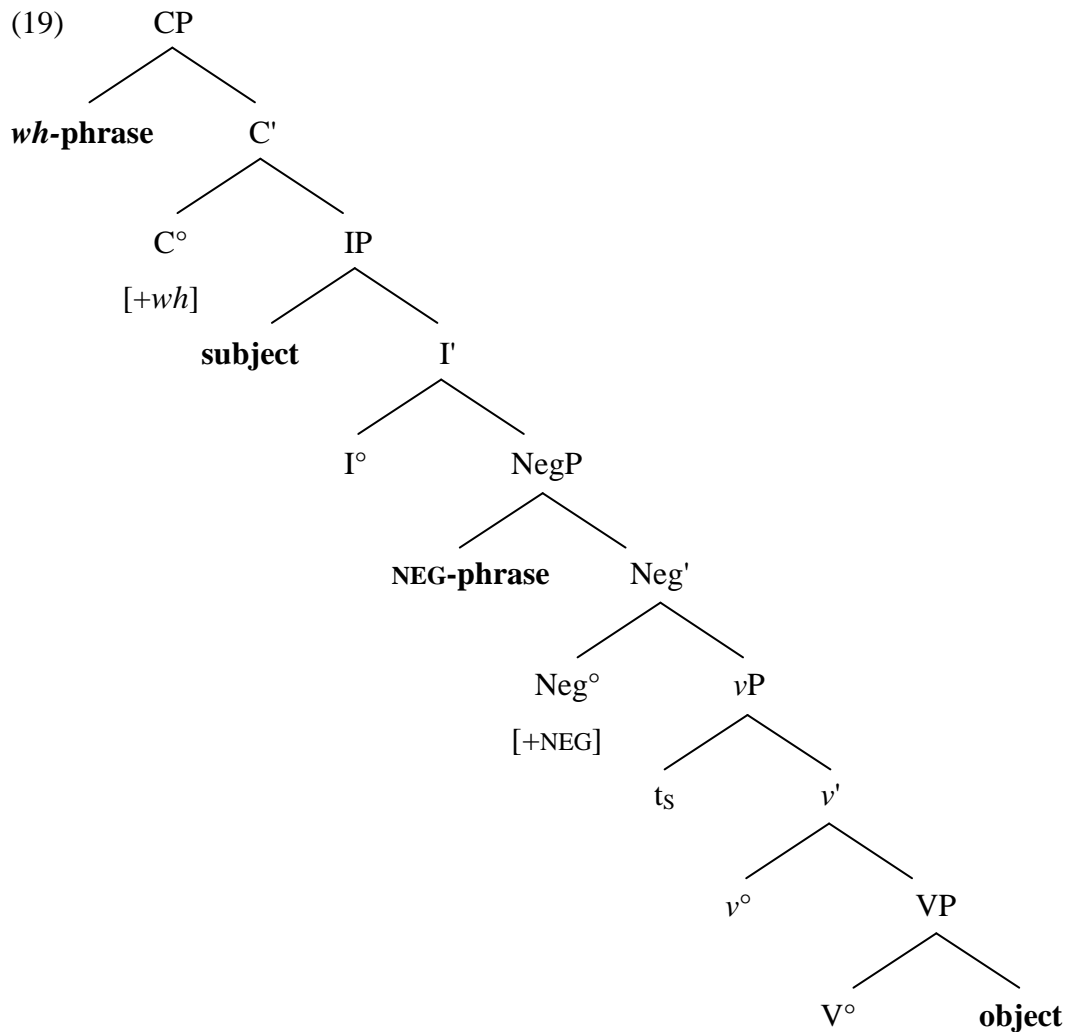 (19) CP
wh-phrase C'
C° IP
[+wh]
subject I'
I° NegP
NEG-phrase Neg'
Neg° vP
[+NEG]
tS v'
v° VP
V° object